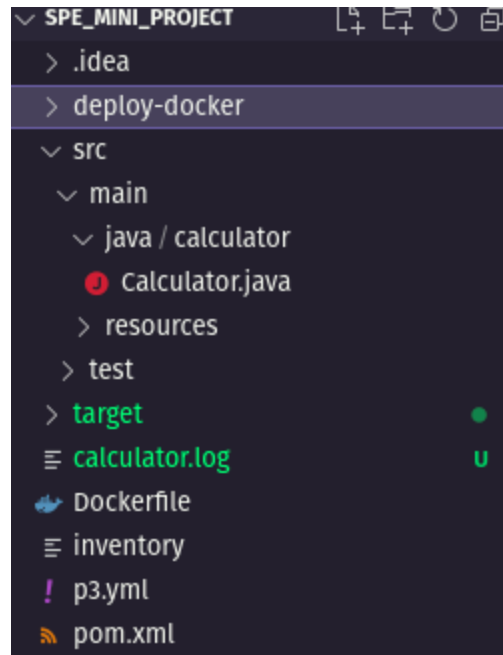 SPE_MINI_PROJECT
.idea
deploy-docker
src
main
java / calculator
J Calculator.java
resources
test
target
calculator.log U
Dockerfile
inventory
! p3.yml
pom.xml